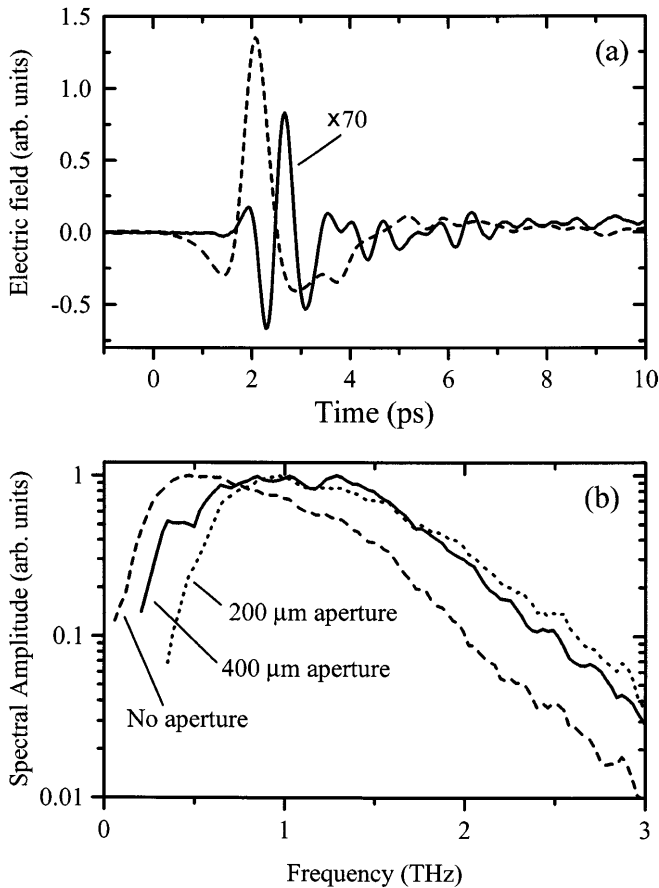 1.5
(a)
1.0
×70
0.5
0.0
-0.5
Electric field (arb. units)
0 2 4 6 8 10
Time (ps)
1
(b)
200 μm aperture
0.1
400 μm aperture
No aperture
0.01
Spectral Amplitude (arb. units)
0 1 2 3
Frequency (THz)